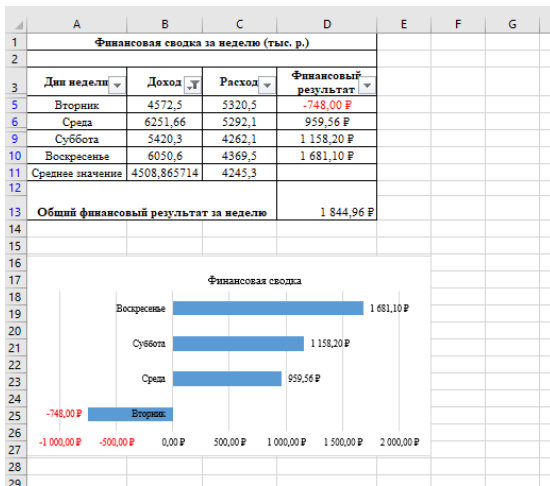 A B C D E F G
1 Финансовая сводка за неделю (тыс. р.)
2
3 Дни недели Доход Расход Финансовый результат
5 Вторник 4572,5 5320,5 -748,00 ₽
6 Среда 6251,66 5292,1 959,56 ₽
9 Суббота 5420,3 4262,1 1 158,20 ₽
10 Воскресенье 6050,6 4369,5 1 681,10 ₽
11 Среднее значение 4508,865714 4245,3
12
13 Общий финансовый результат за неделю 1 844,96 ₽
14
15
16
17 Финансовая сводка
18
19 Воскресенье 1 681,10 ₽
20
21 Суббота 1 158,20 ₽
22
23 Среда 959,56 ₽
24
25 -748,00 ₽ Вторник
26
27 -1 000,00 ₽ -500,00 ₽ 0,00 ₽ 500,00 ₽ 1 000,00 ₽ 1 500,00 ₽ 2 000,00 ₽
28
29